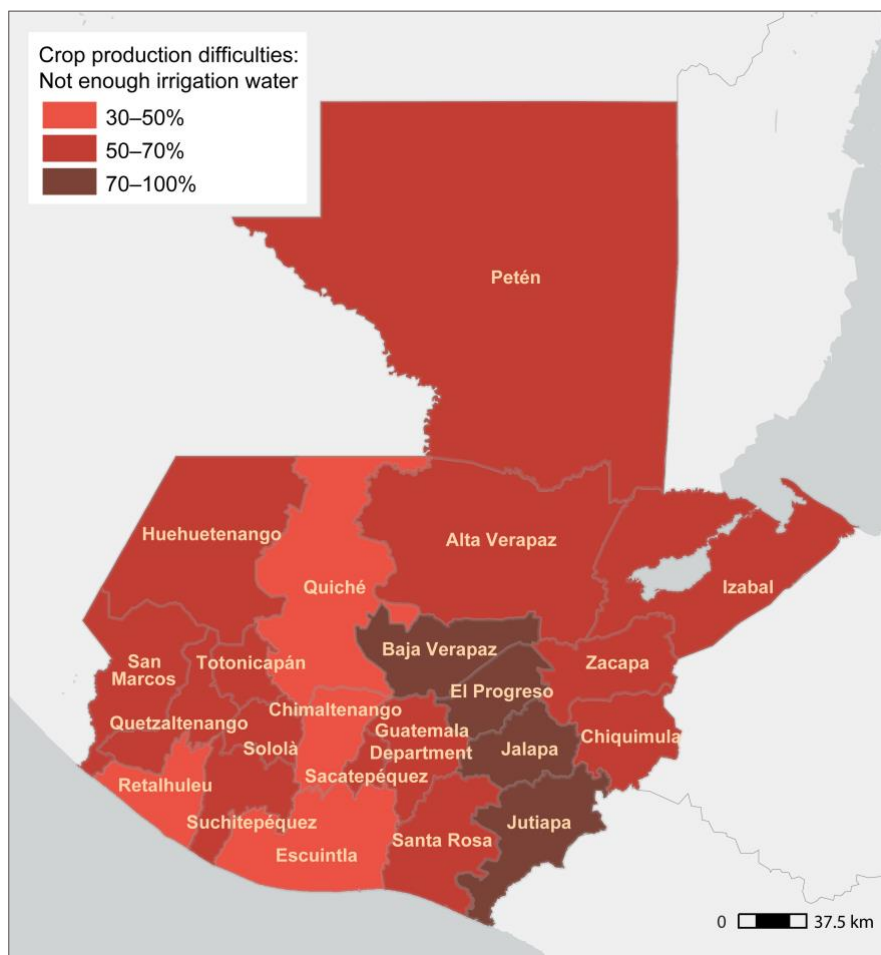 Crop production difficulties:
Not enough irrigation water
30–50%
50–70%
70–100%
Petén
Huehuetenango
Alta Verapaz
Quiché
Izabal
Baja Verapaz
San
Marcos
Totonicapán
Zacapa
El Progreso
Chimaltenango
Quetzaltenango
Guatemala
Department
Sololà
Jalapa
Chiquimula
Sacatepéquez
Retalhuleu
Suchitepéquez
Jutiapa
Santa Rosa
Escuintla
0 37.5 km